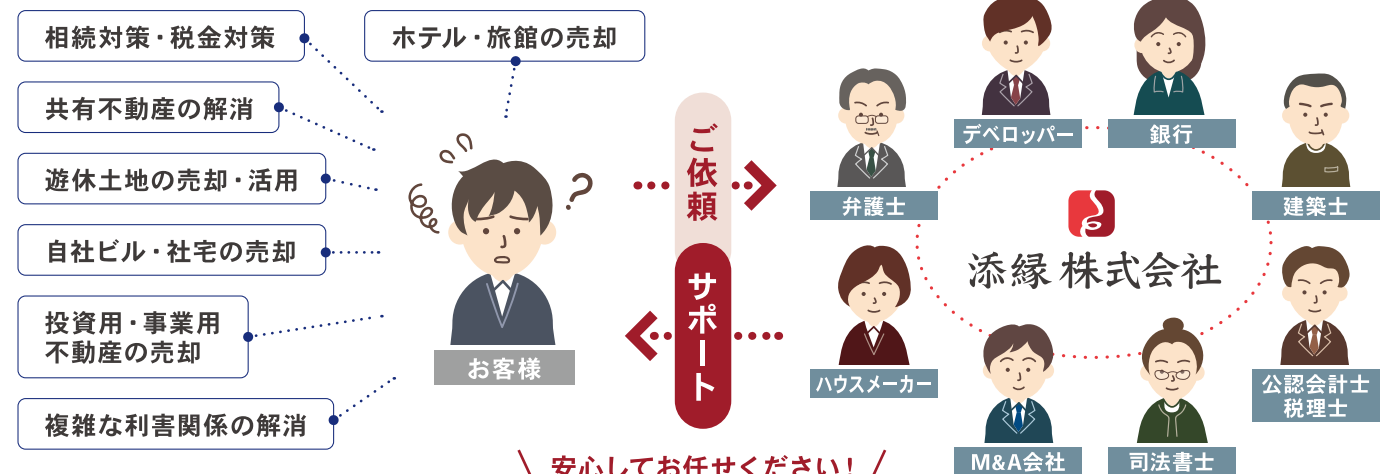 相続対策・税金対策
ホテル・旅館の売却
共有不動産の解消
遊休土地の売却・活用
自社ビル・社宅の売却
投資用・事業用
不動産の売却
複雑な利害関係の解消
?
お客様
ご依頼
サポート
デベロッパー
銀行
弁護士
建築士
添縁 株式会社
ハウスメーカー
公認会計士
税理士
M&A会社
司法書士
安心してお任せください!